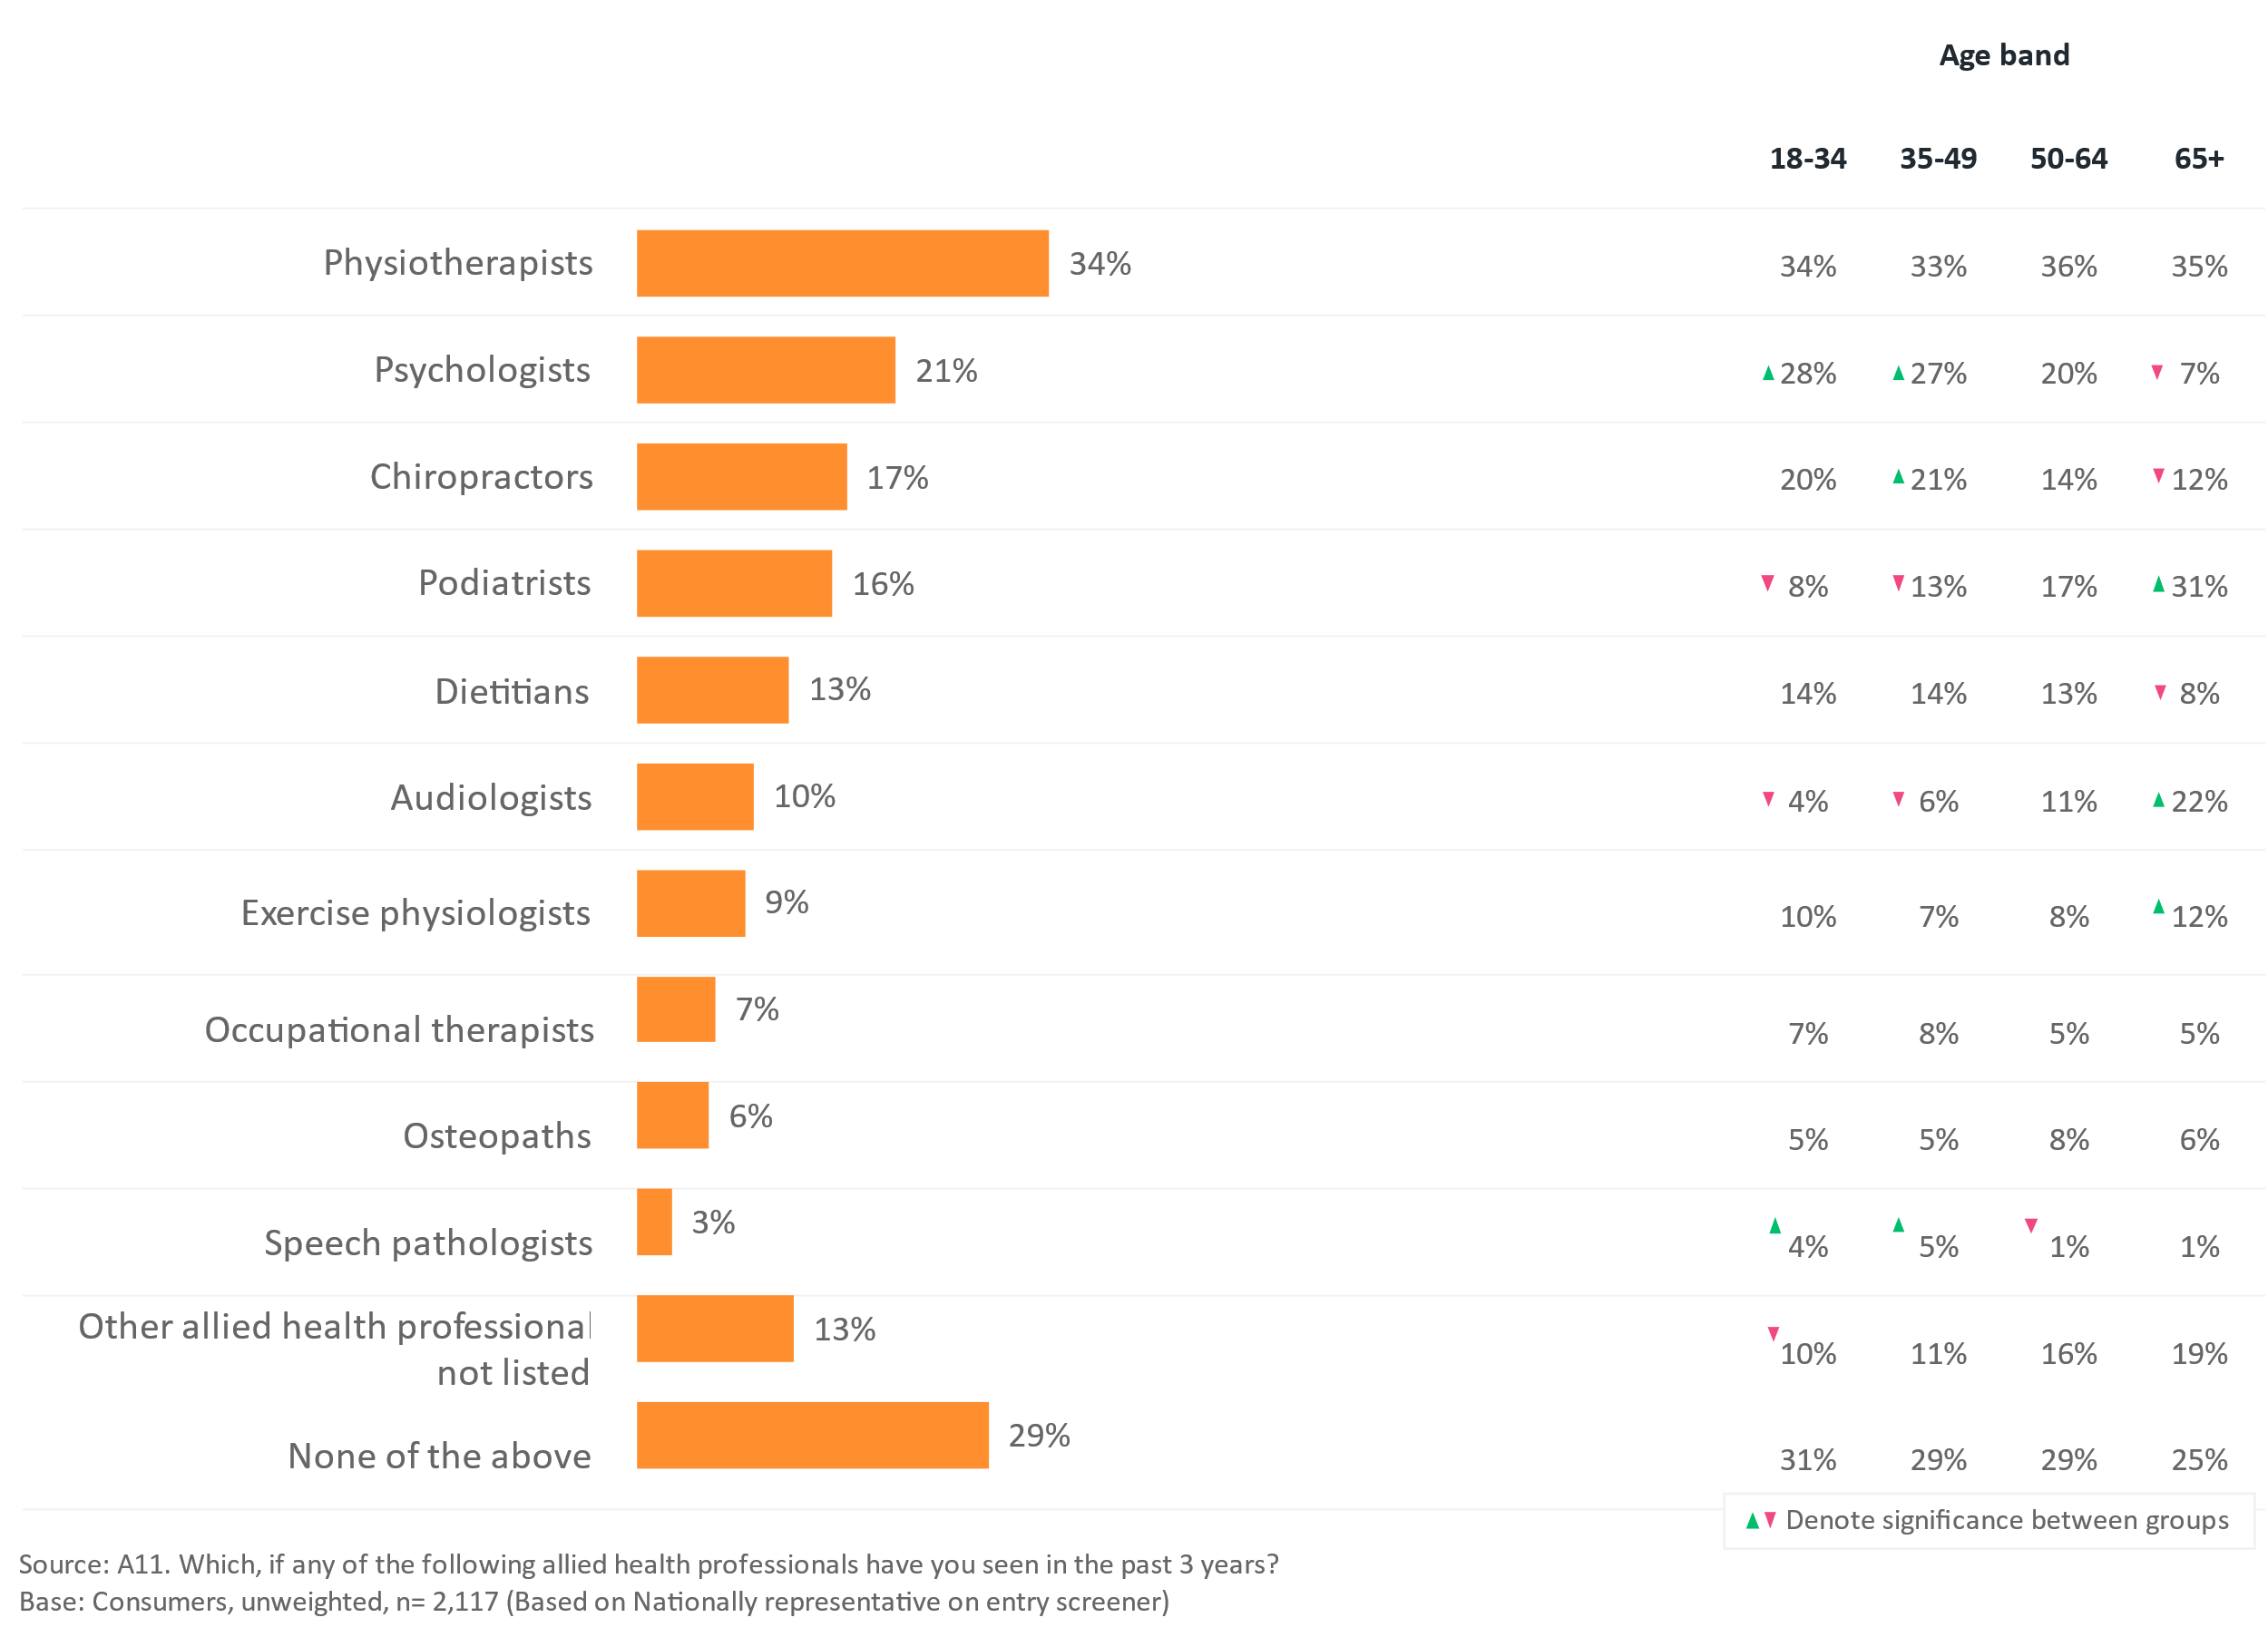 Age band
18-34 35-49 50-64 65+
Physiotherapists 34% 34% 33% 36% 35%
Psychologists 21% ▲28% ▲27% 20% ▼7%
Chiropractors 17% 20% ▲21% 14% ▼12%
Podiatrists 16% ▼8% ▼13% 17% ▲31%
Dietitians 13% 14% 14% 13% ▼8%
Audiologists 10% ▼4% ▼6% 11% ▲22%
Exercise physiologists 9% 10% 7% 8% ▲12%
Occupational therapists 7% 7% 8% 5% 5%
Osteopaths 6% 5% 5% 8% 6%
Speech pathologists 3% ▲4% ▲5% ▼1% 1%
Other allied health professional
not listed 13% ▼10% 11% 16% 19%
None of the above 29% 31% 29% 29% 25%
▲▼ Denote significance between groups
Source: A11. Which, if any of the following allied health professionals have you seen in the past 3 years?
Base: Consumers, unweighted, n= 2,117 (Based on Nationally representative on entry screener)